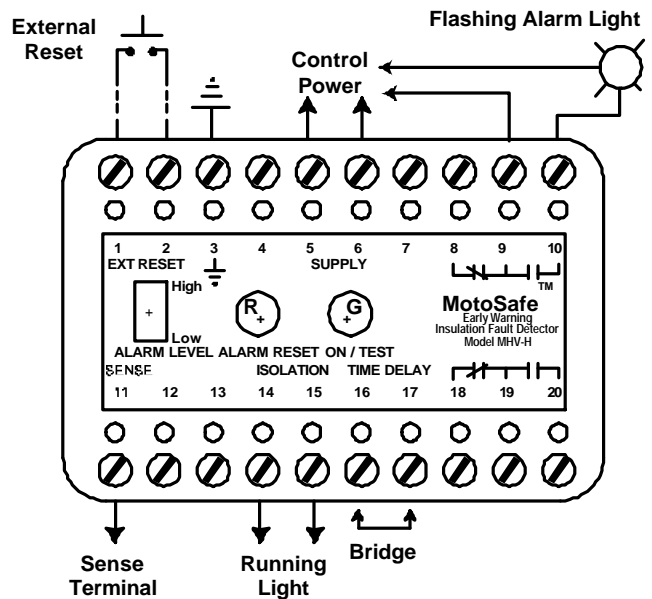 Flashing Alarm Light
External
Reset
Control
Power
1 2 3 4 5 6 7 8 9 10
EXT RESET SUPPLY
TM
High
R G
MotoSafe
Early Warning
Insulation Fault Detector
Model MHV-H
Low
ALARM LEVEL ALARM RESET ON / TEST
SENSE ISOLATION TIME DELAY
11 12 13 14 15 16 17 18 19 20
Sense
Terminal
Running
Light
Bridge